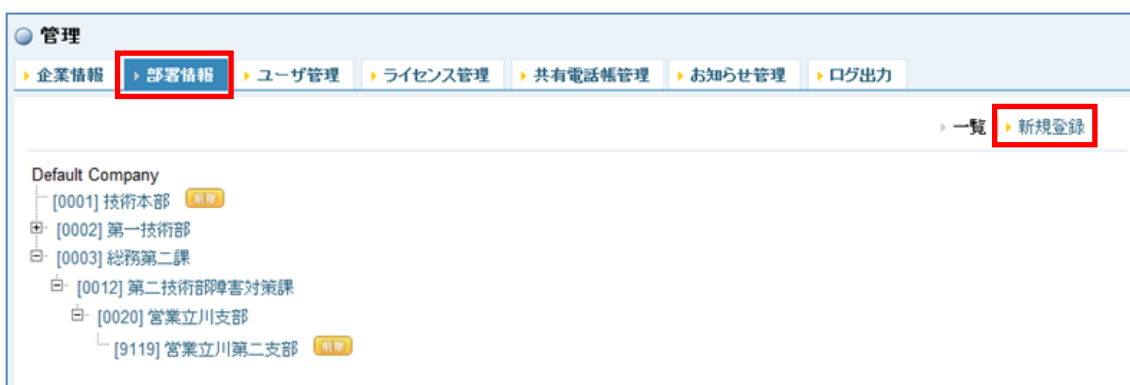 管理
企業情報 部署情報 ユーザ管理 ライセンス管理 共有電話帳管理 お知らせ管理 ログ出力
一覧 新規登録
Default Company
[0001] 技術本部 削除
[0002] 第一技術部
[0003] 総務第二課
[0012] 第二技術部障害対策課
[0020] 営業立川支部
[9119] 営業立川第二支部 削除